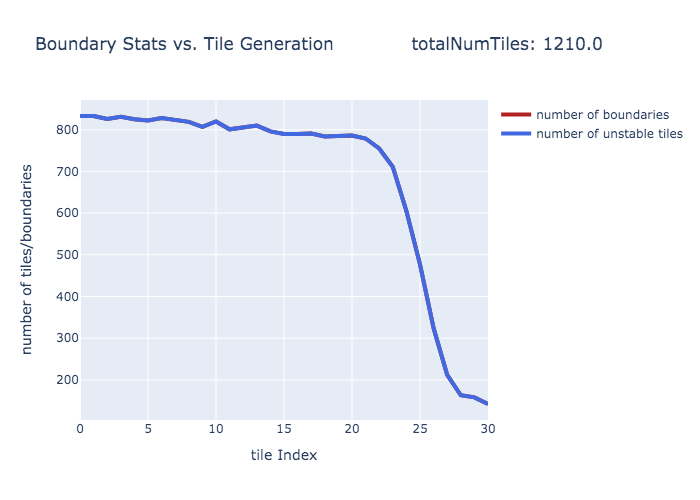 Boundary Stats vs. Tile Generation totalNumTiles: 1210.0
number of boundaries
number of unstable tiles
number of tiles/boundaries
800
700
600
500
400
300
200
0 5 10 15 20 25 30
tile Index